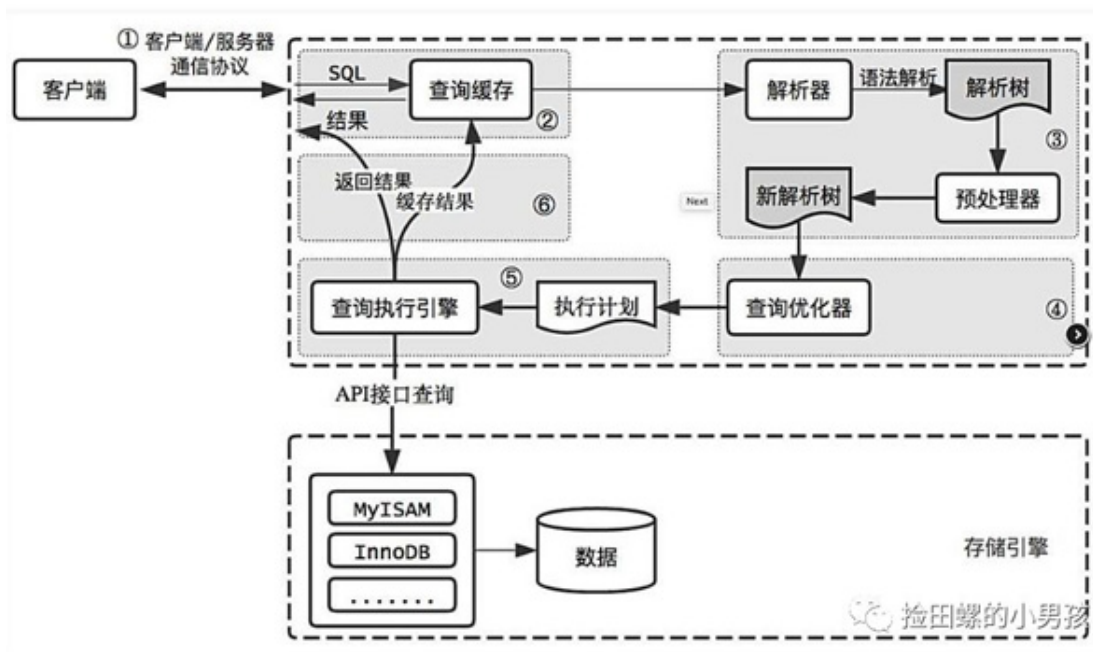 ① 客户端/服务器
通信协议
客户端
SQL
查询缓存
结果
②
解析器
语法解析
解析树
③
返回结果
缓存结果
⑥
Next
新解析树
预处理器
查询执行引擎
⑤
执行计划
查询优化器
④
API接口查询
MyISAM
InnoDB
.......
数据
存储引擎
捡田螺的小男孩